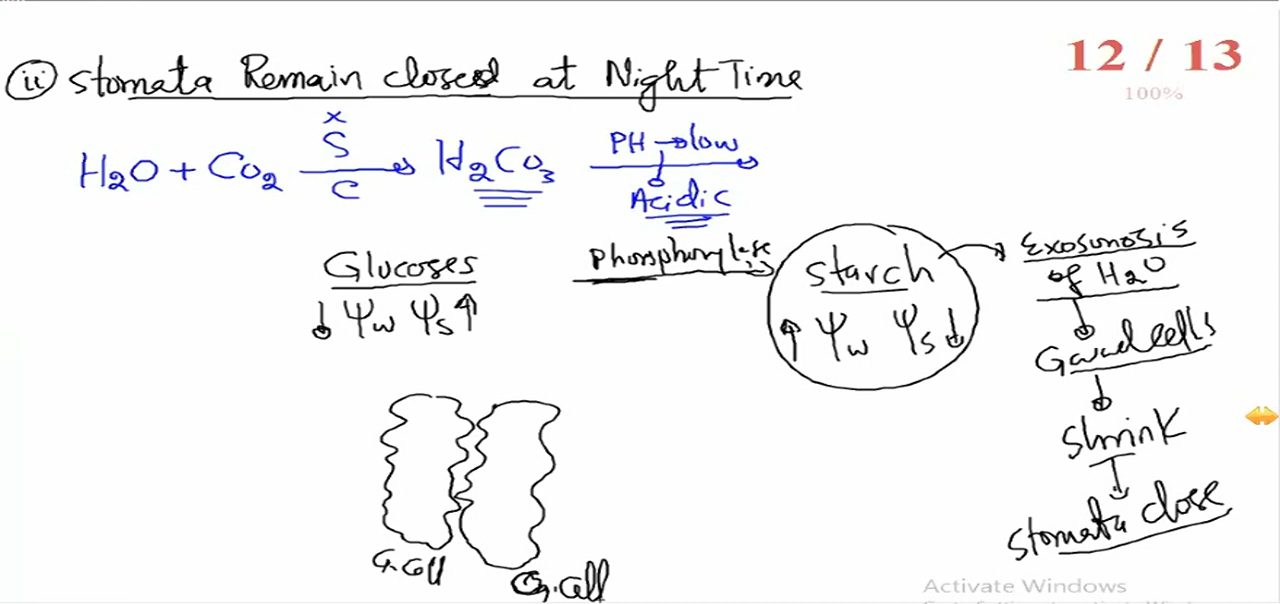 12 / 13
100%
(ii) Stomata Remain closed at Night Time
x
S
H2O + Co2 → H2Co3 PH → low
C
Acidic
Glucoses phosphorylase starch → Exosmosis
of H2O
↓ Ψw Ψs ↑ ↑ Ψw Ψs ↓
Guard cells
↓
Shrink
↓
Stomata close
G.Cell
G.Cell
Activate Windows